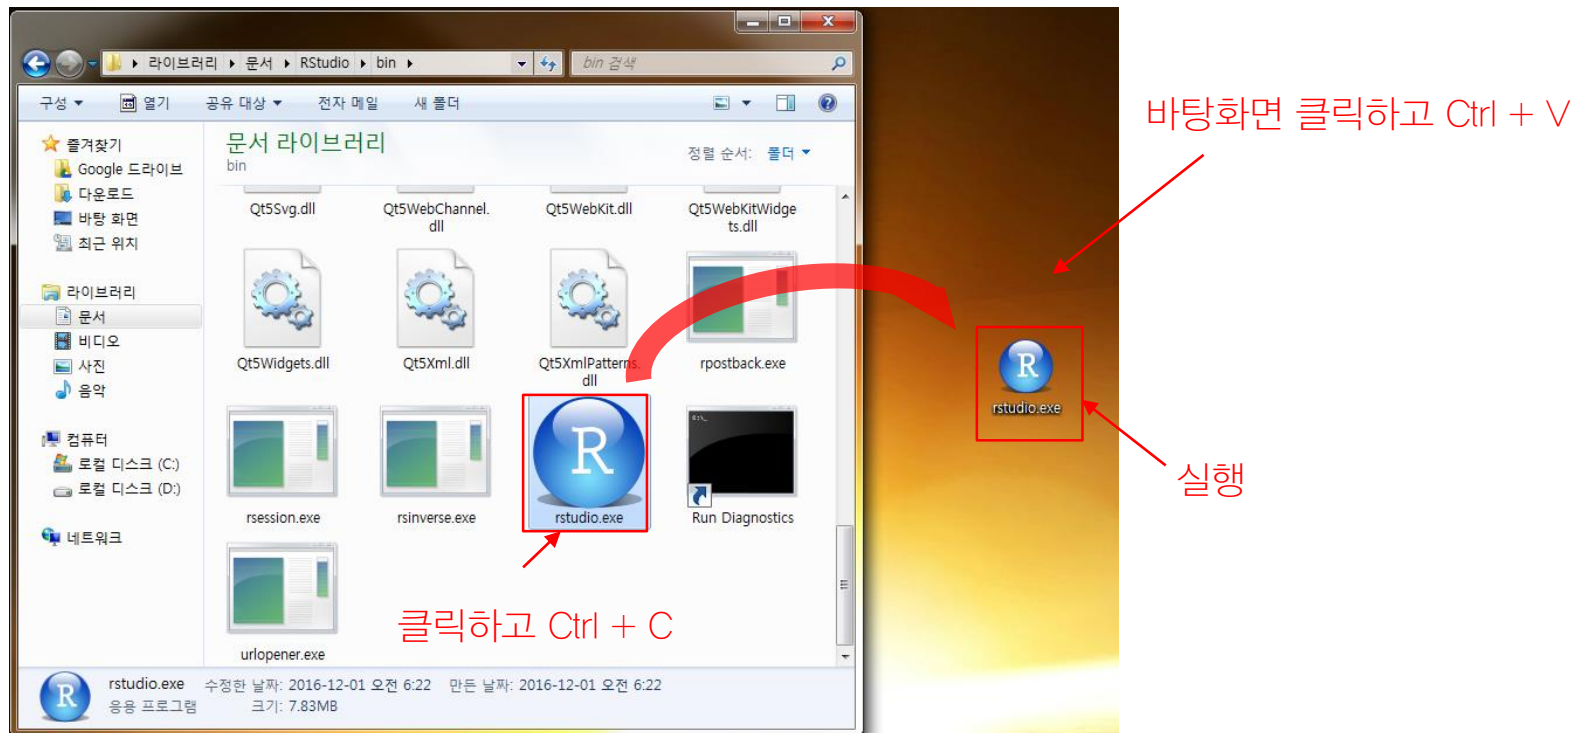 라이브러리 ▸ 문서 ▸ RStudio ▸ bin ▸
bin 검색
구성 ▼ 열기 공유 대상 ▼ 전자 메일 새 폴더
즐겨찾기
Google 드라이브
다운로드
바탕 화면
최근 위치
라이브러리
문서
비디오
사진
음악
컴퓨터
로컬 디스크 (C:)
로컬 디스크 (D:)
네트워크
문서 라이브러리
bin
정렬 순서: 폴더 ▼
Qt5Svg.dll
Qt5WebChannel.
dll
Qt5WebKit.dll
Qt5WebKitWidge
ts.dll
Qt5Widgets.dll
Qt5Xml.dll
Qt5XmlPatterns.
dll
rpostback.exe
rsession.exe
rsinverse.exe
R
rstudio.exe
C:\_
Run Diagnostics
urlopener.exe
클릭하고 Ctrl + C
R
rstudio.exe 수정한 날짜: 2016-12-01 오전 6:22 만든 날짜: 2016-12-01 오전 6:22
응용 프로그램 크기: 7.83MB
바탕화면 클릭하고 Ctrl + V
R
rstudio.exe
실행